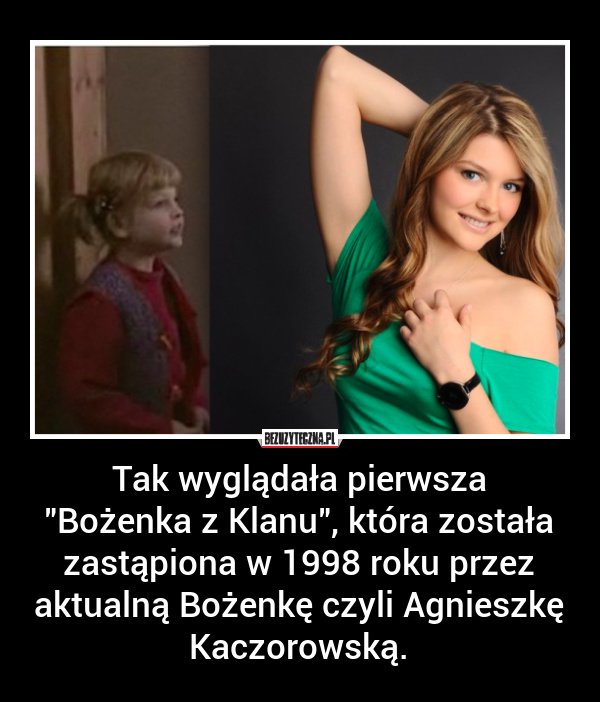 BEZUZYTECZNA.PL
Tak wyglądała pierwsza
"Bożenka z Klanu", która została
zastąpiona w 1998 roku przez
aktualną Bożenkę czyli Agnieszkę
Kaczorowską.